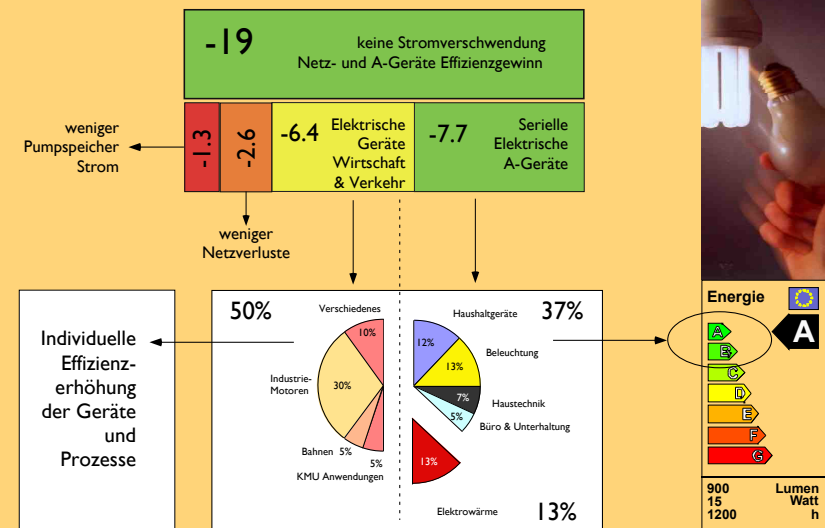 -19
keine Stromverschwendung
Netz- und A-Geräte Effizienzgewinn
weniger
Pumpspeicher
Strom
-1.3
-2.6
-6.4
Elektrische
Geräte
Wirtschaft
& Verkehr
-7.7
Serielle
Elektrische
A-Geräte
weniger
Netzverluste
Individuelle
Effizienz-
erhöhung
der Geräte
und
Prozesse
50%
Verschiedenes
10%
Industrie-
Motoren
30%
Bahnen 5%
5%
KMU Anwendungen
37%
Haushaltgeräte
12%
Beleuchtung
13%
7%
Haustechnik
5%
Büro & Unterhaltung
13%
Elektrowärme
13%
Energie
A
A
B
C
D
E
F
G
900 Lumen
15 Watt
1200 h